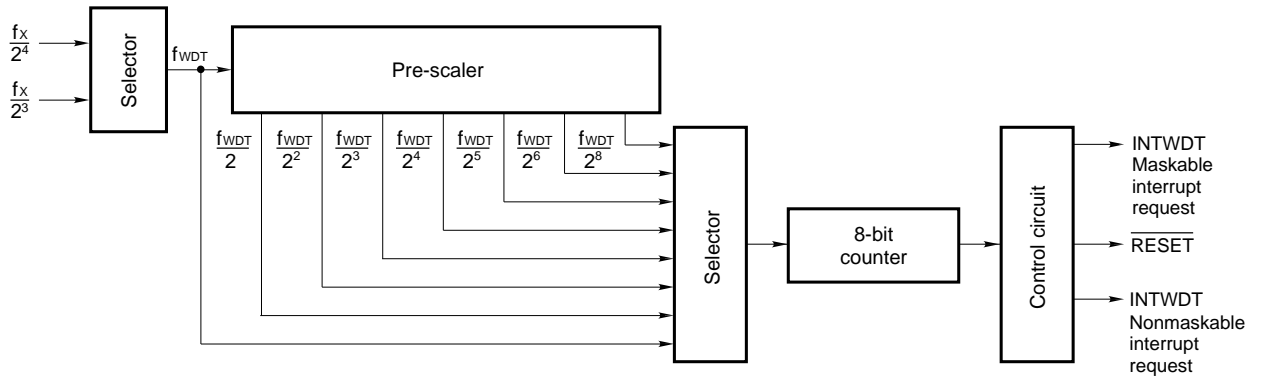 fX/2⁴
fX/2³
Selector
fWDT
Pre-scaler
fWDT/2
fWDT/2²
fWDT/2³
fWDT/2⁴
fWDT/2⁵
fWDT/2⁶
fWDT/2⁸
Selector
8-bit
counter
Control circuit
INTWDT
Maskable
interrupt
request
RESET
INTWDT
Nonmaskable
interrupt
request